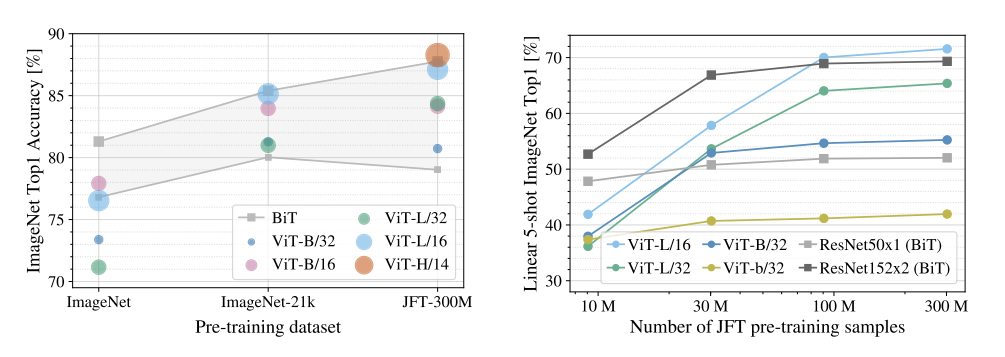 ImageNet Top1 Accuracy [%]
90
85
80
75
70
BiT
ViT-B/32
ViT-B/16
ViT-L/32
ViT-L/16
ViT-H/14
ImageNet
ImageNet-21k
JFT-300M
Pre-training dataset
Linear 5-shot ImageNet Top1 [%]
70
60
50
40
30
ViT-L/16
ViT-L/32
ViT-B/32
ViT-b/32
ResNet50x1 (BiT)
ResNet152x2 (BiT)
10 M
30 M
100 M
300 M
Number of JFT pre-training samples